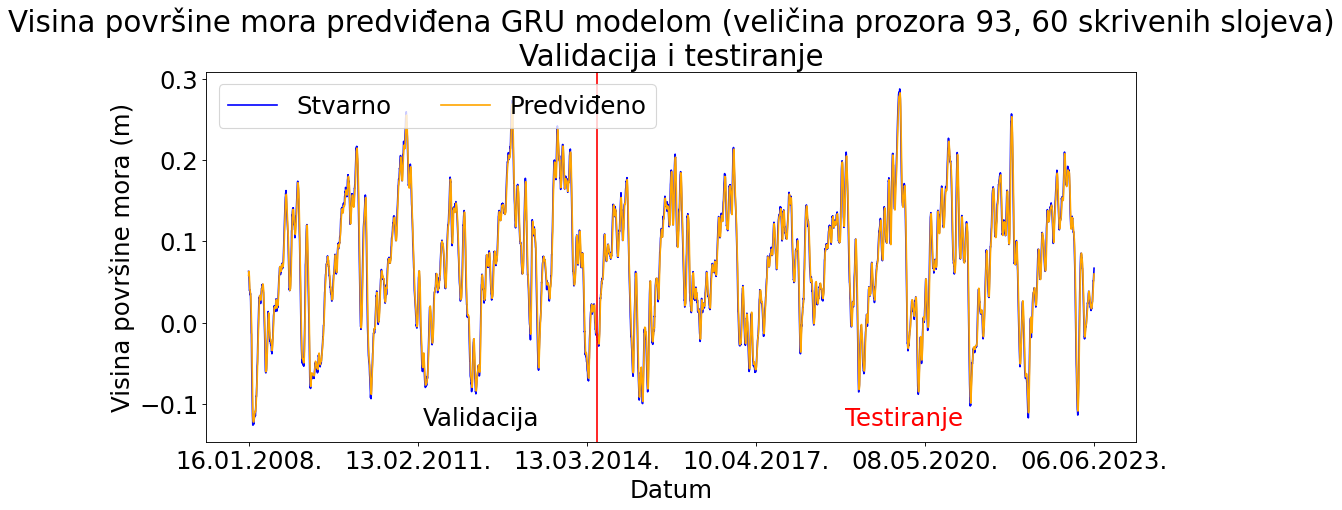 Visina površine mora predviđena GRU modelom (veličina prozora 93, 60 skrivenih slojeva)
Validacija i testiranje
Stvarno
Predviđeno
Visina površine mora (m)
0.3
0.2
0.1
0.0
−0.1
Validacija
Testiranje
16.01.2008.
13.02.2011.
13.03.2014.
10.04.2017.
08.05.2020.
06.06.2023.
Datum